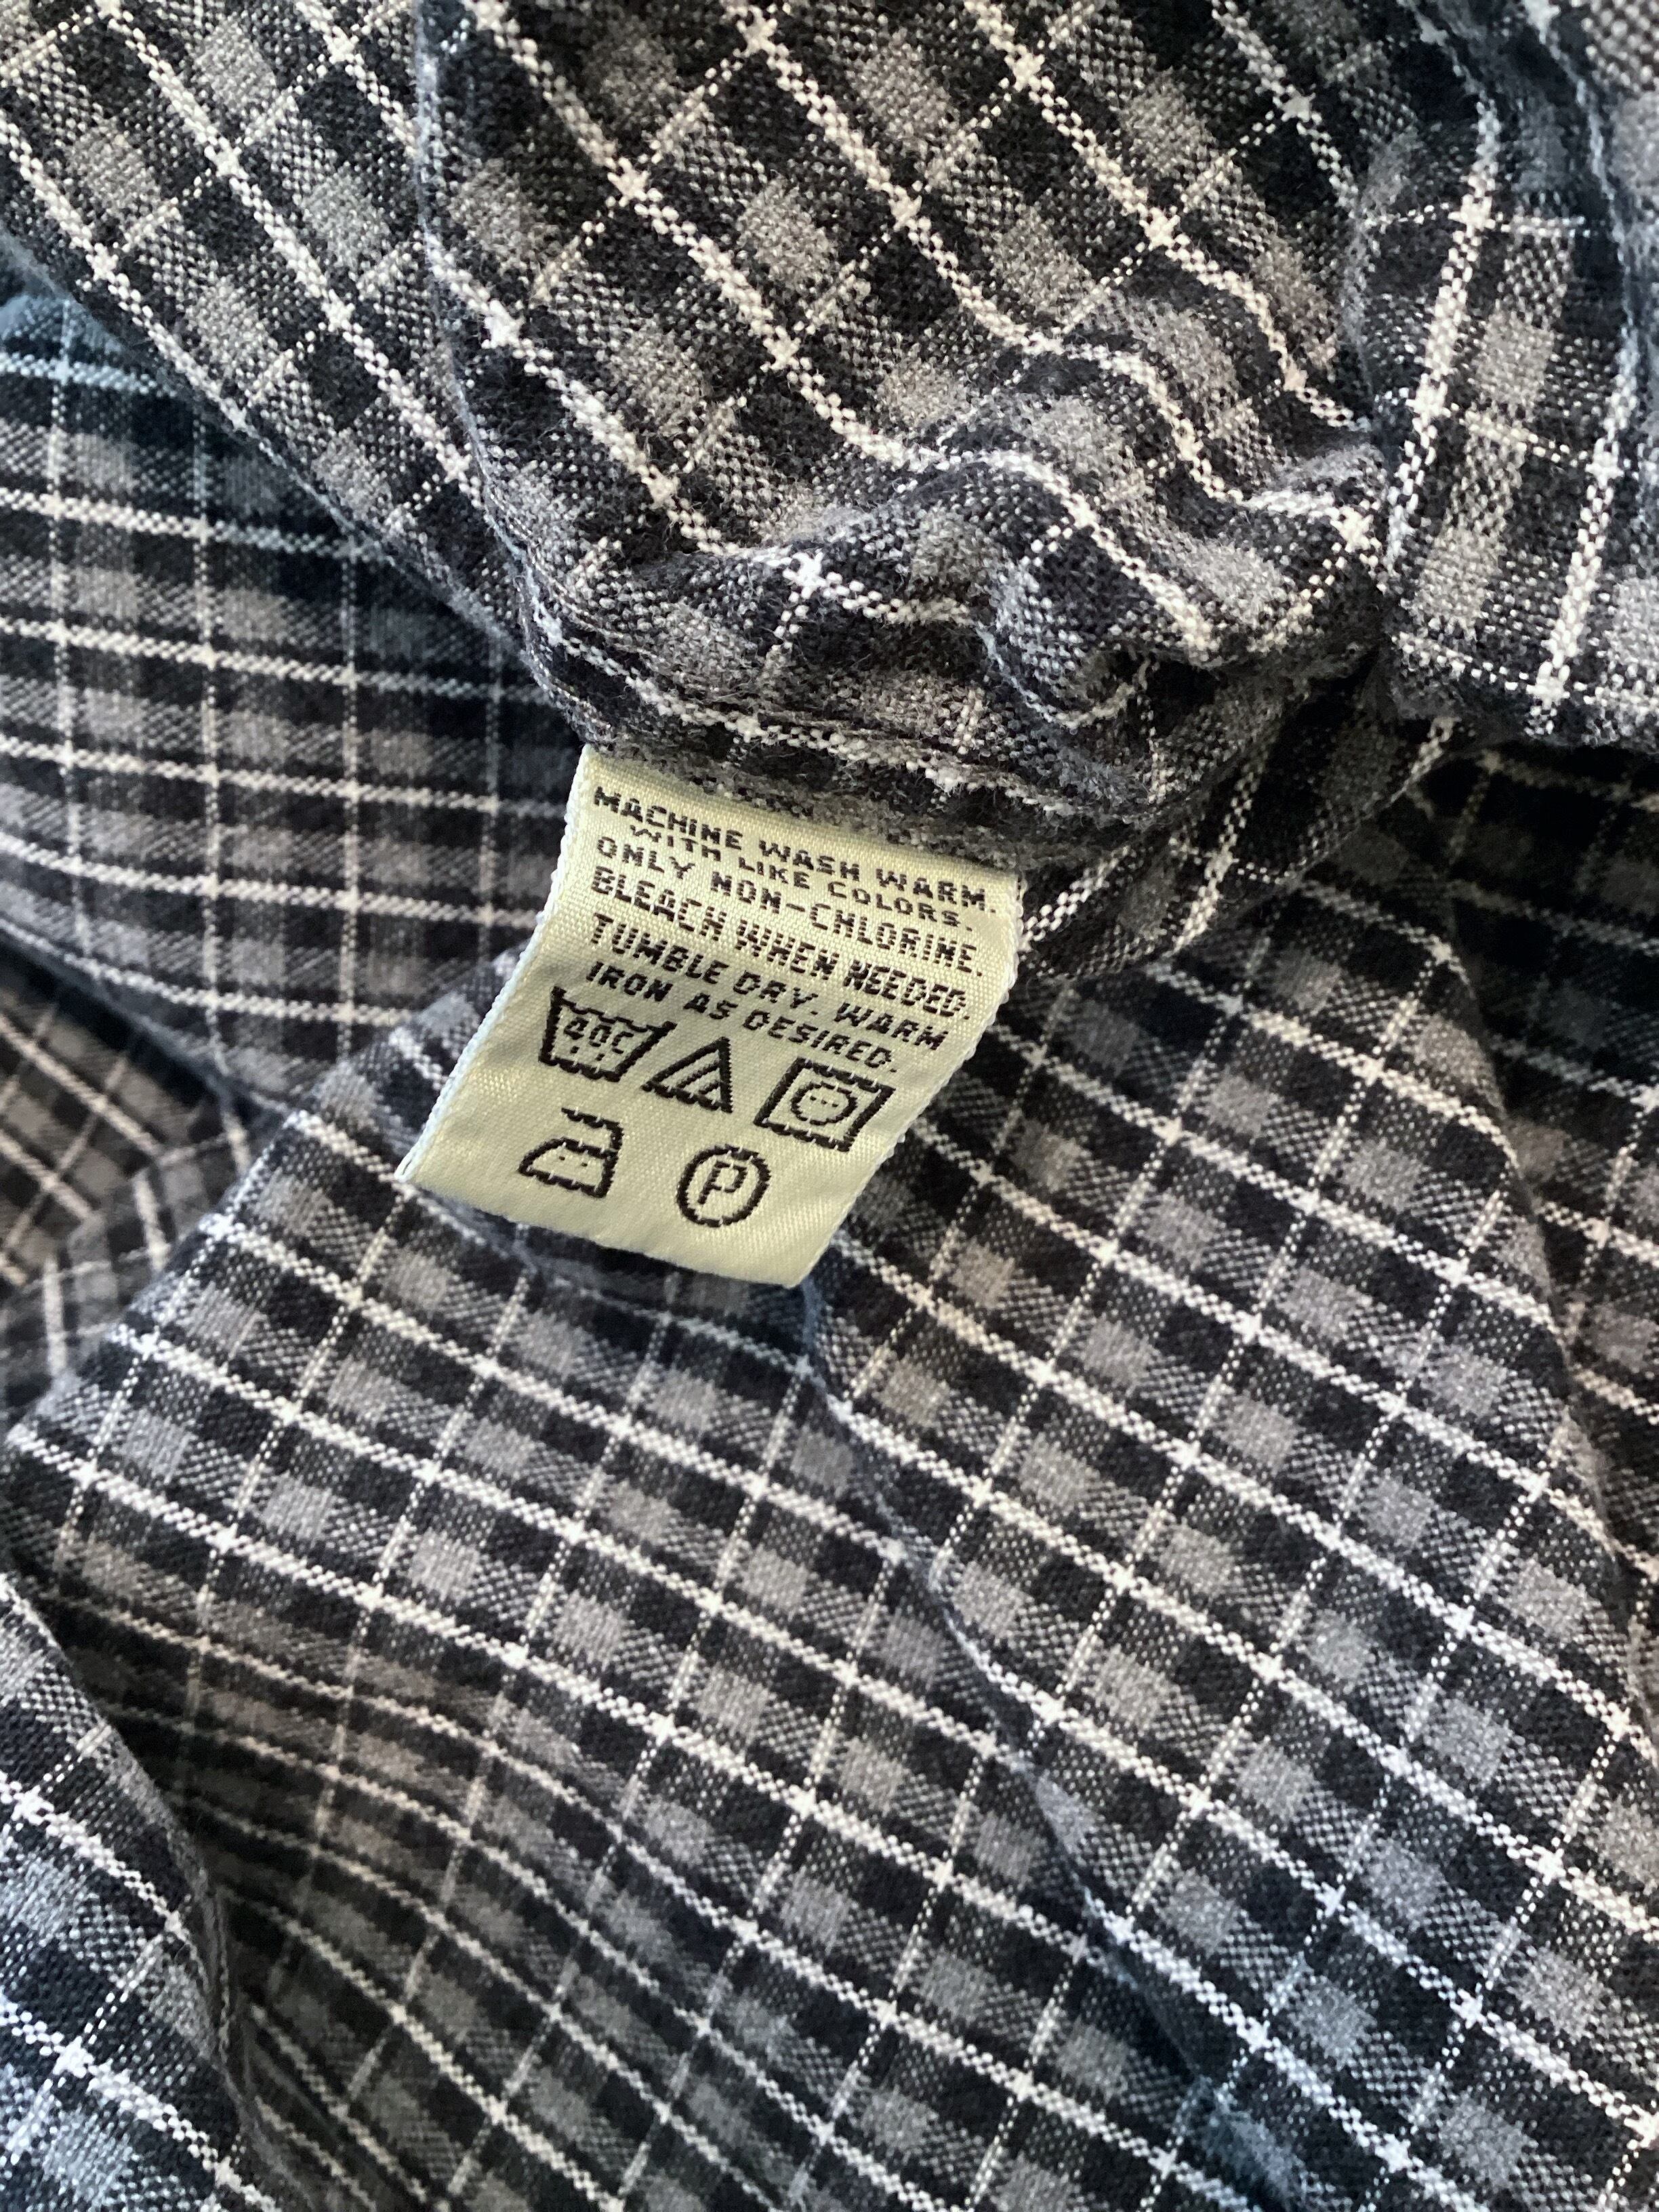 MACHINE WASH WARM.
WITH LIKE COLORS.
ONLY NON-CHLORINE.
BLEACH WHEN NEEDED.
TUMBLE DRY. WARM
IRON AS DESIRED.
40C
P